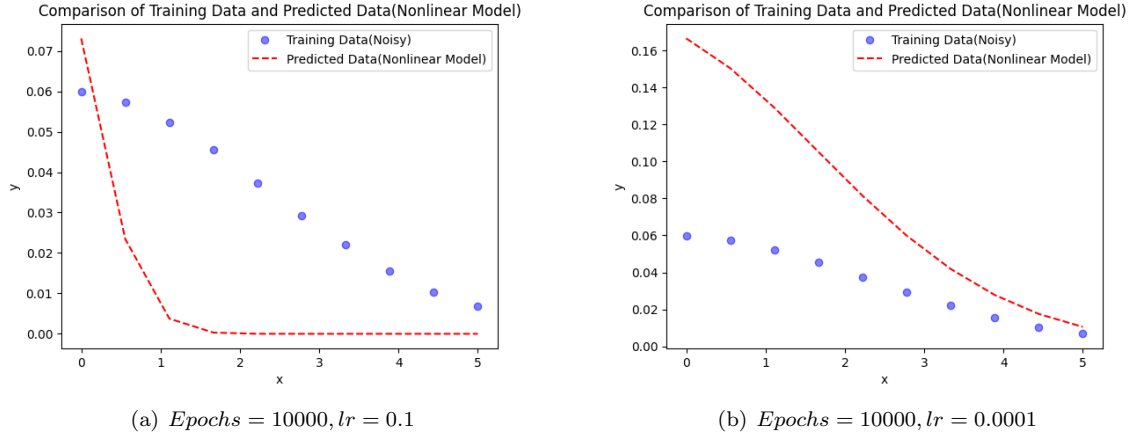 Comparison of Training Data and Predicted Data(Nonlinear Model)
Training Data(Noisy)
Predicted Data(Nonlinear Model)
y
0.07
0.06
0.05
0.04
0.03
0.02
0.01
0.00
0 1 2 3 4 5
x
(a) Epochs = 10000, lr = 0.1
Comparison of Training Data and Predicted Data(Nonlinear Model)
Training Data(Noisy)
Predicted Data(Nonlinear Model)
y
0.16
0.14
0.12
0.10
0.08
0.06
0.04
0.02
0.00
0 1 2 3 4 5
x
(b) Epochs = 10000, lr = 0.0001